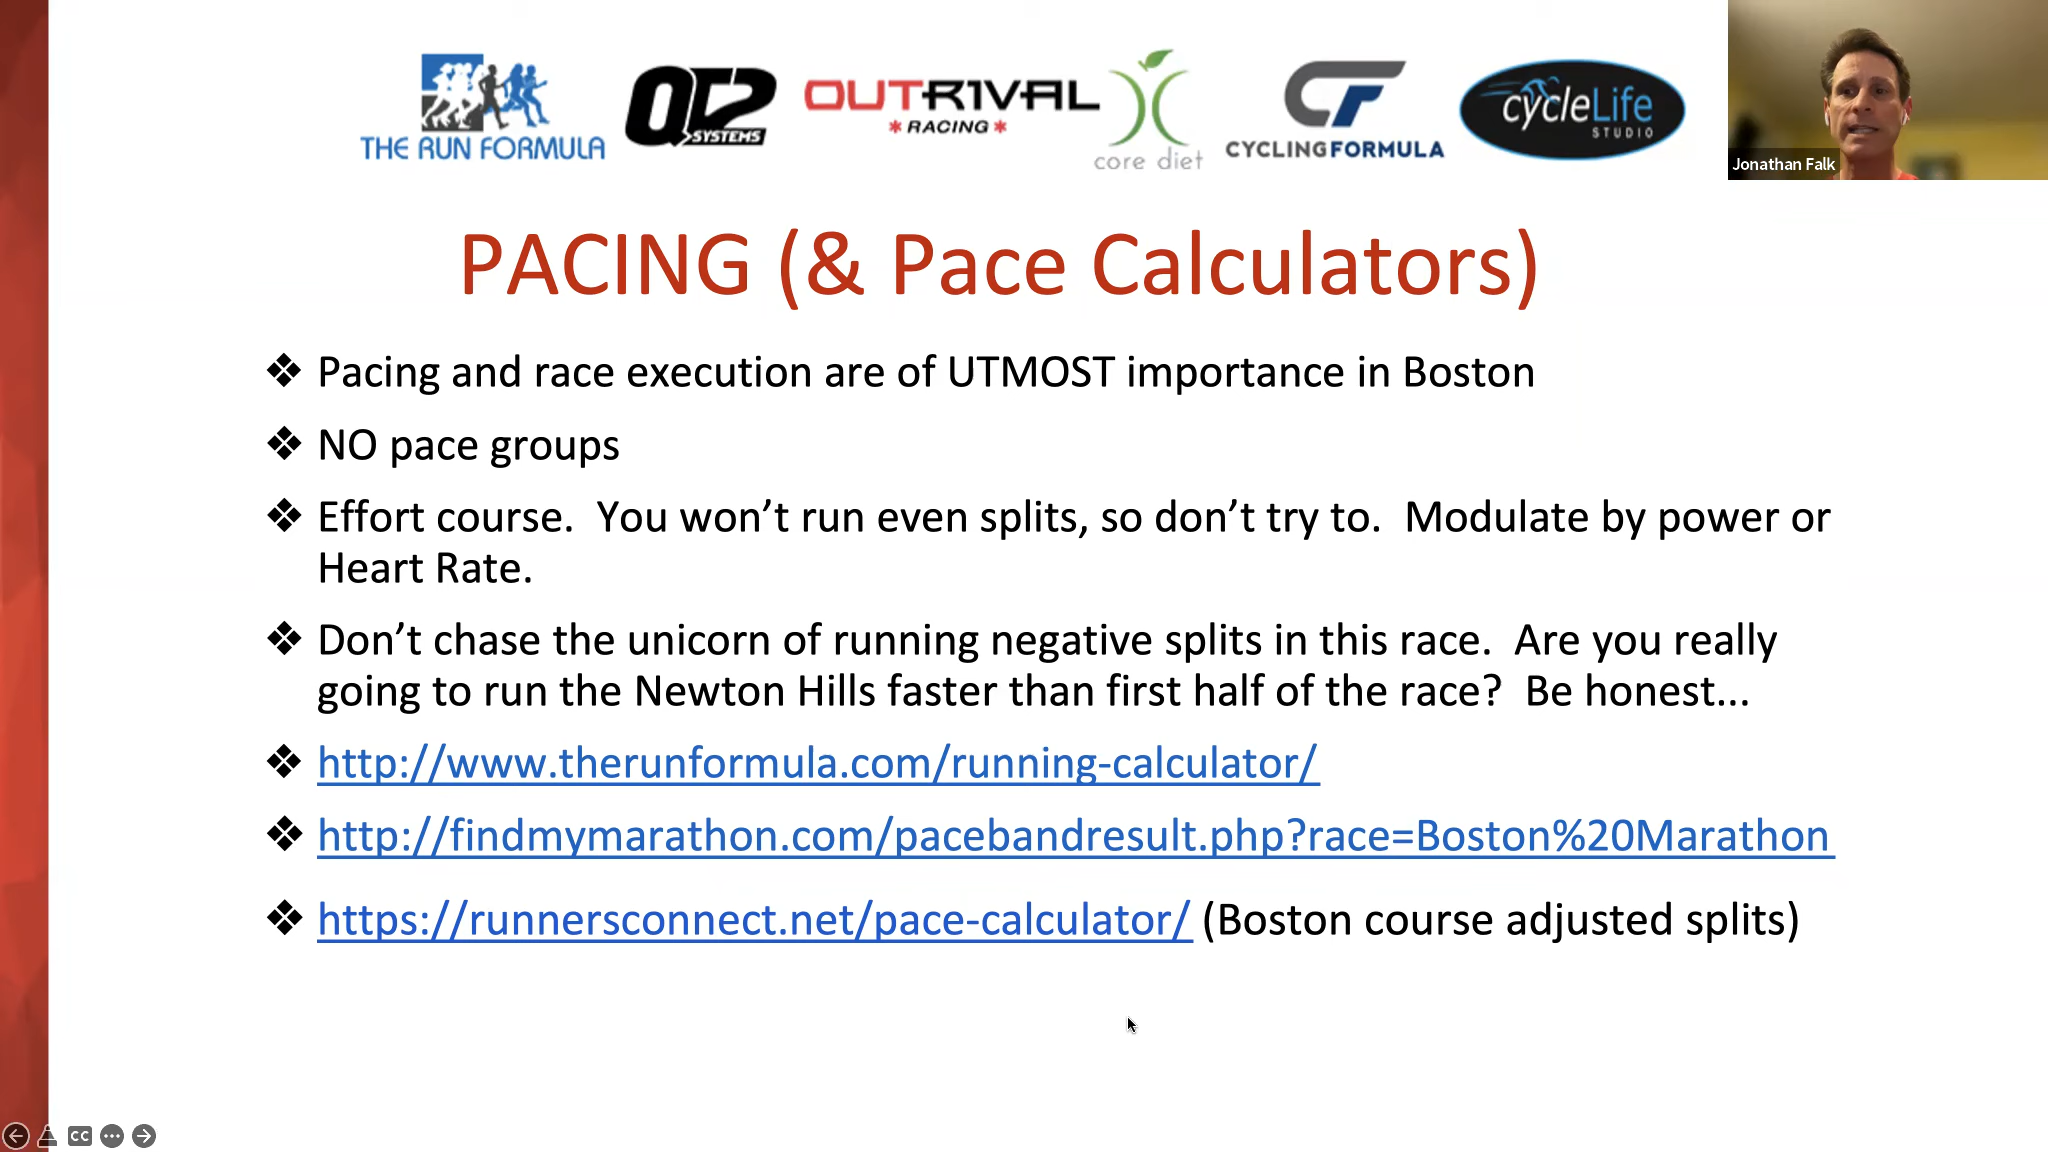 THE RUN FORMULA
QT2
SYSTEMS
OUTRIVAL
*RACING*
core diet
CF
CYCLINGFORMULA
cycleLife
STUDIO
Jonathan Falk
PACING (& Pace Calculators)
❖ Pacing and race execution are of UTMOST importance in Boston
❖ NO pace groups
❖ Effort course.  You won’t run even splits, so don’t try to.  Modulate by power or
Heart Rate.
❖ Don’t chase the unicorn of running negative splits in this race.  Are you really
going to run the Newton Hills faster than first half of the race?  Be honest...
❖ http://www.therunformula.com/running-calculator/
❖ http://findmymarathon.com/pacebandresult.php?race=Boston%20Marathon
❖ https://runnersconnect.net/pace-calculator/ (Boston course adjusted splits)
CC